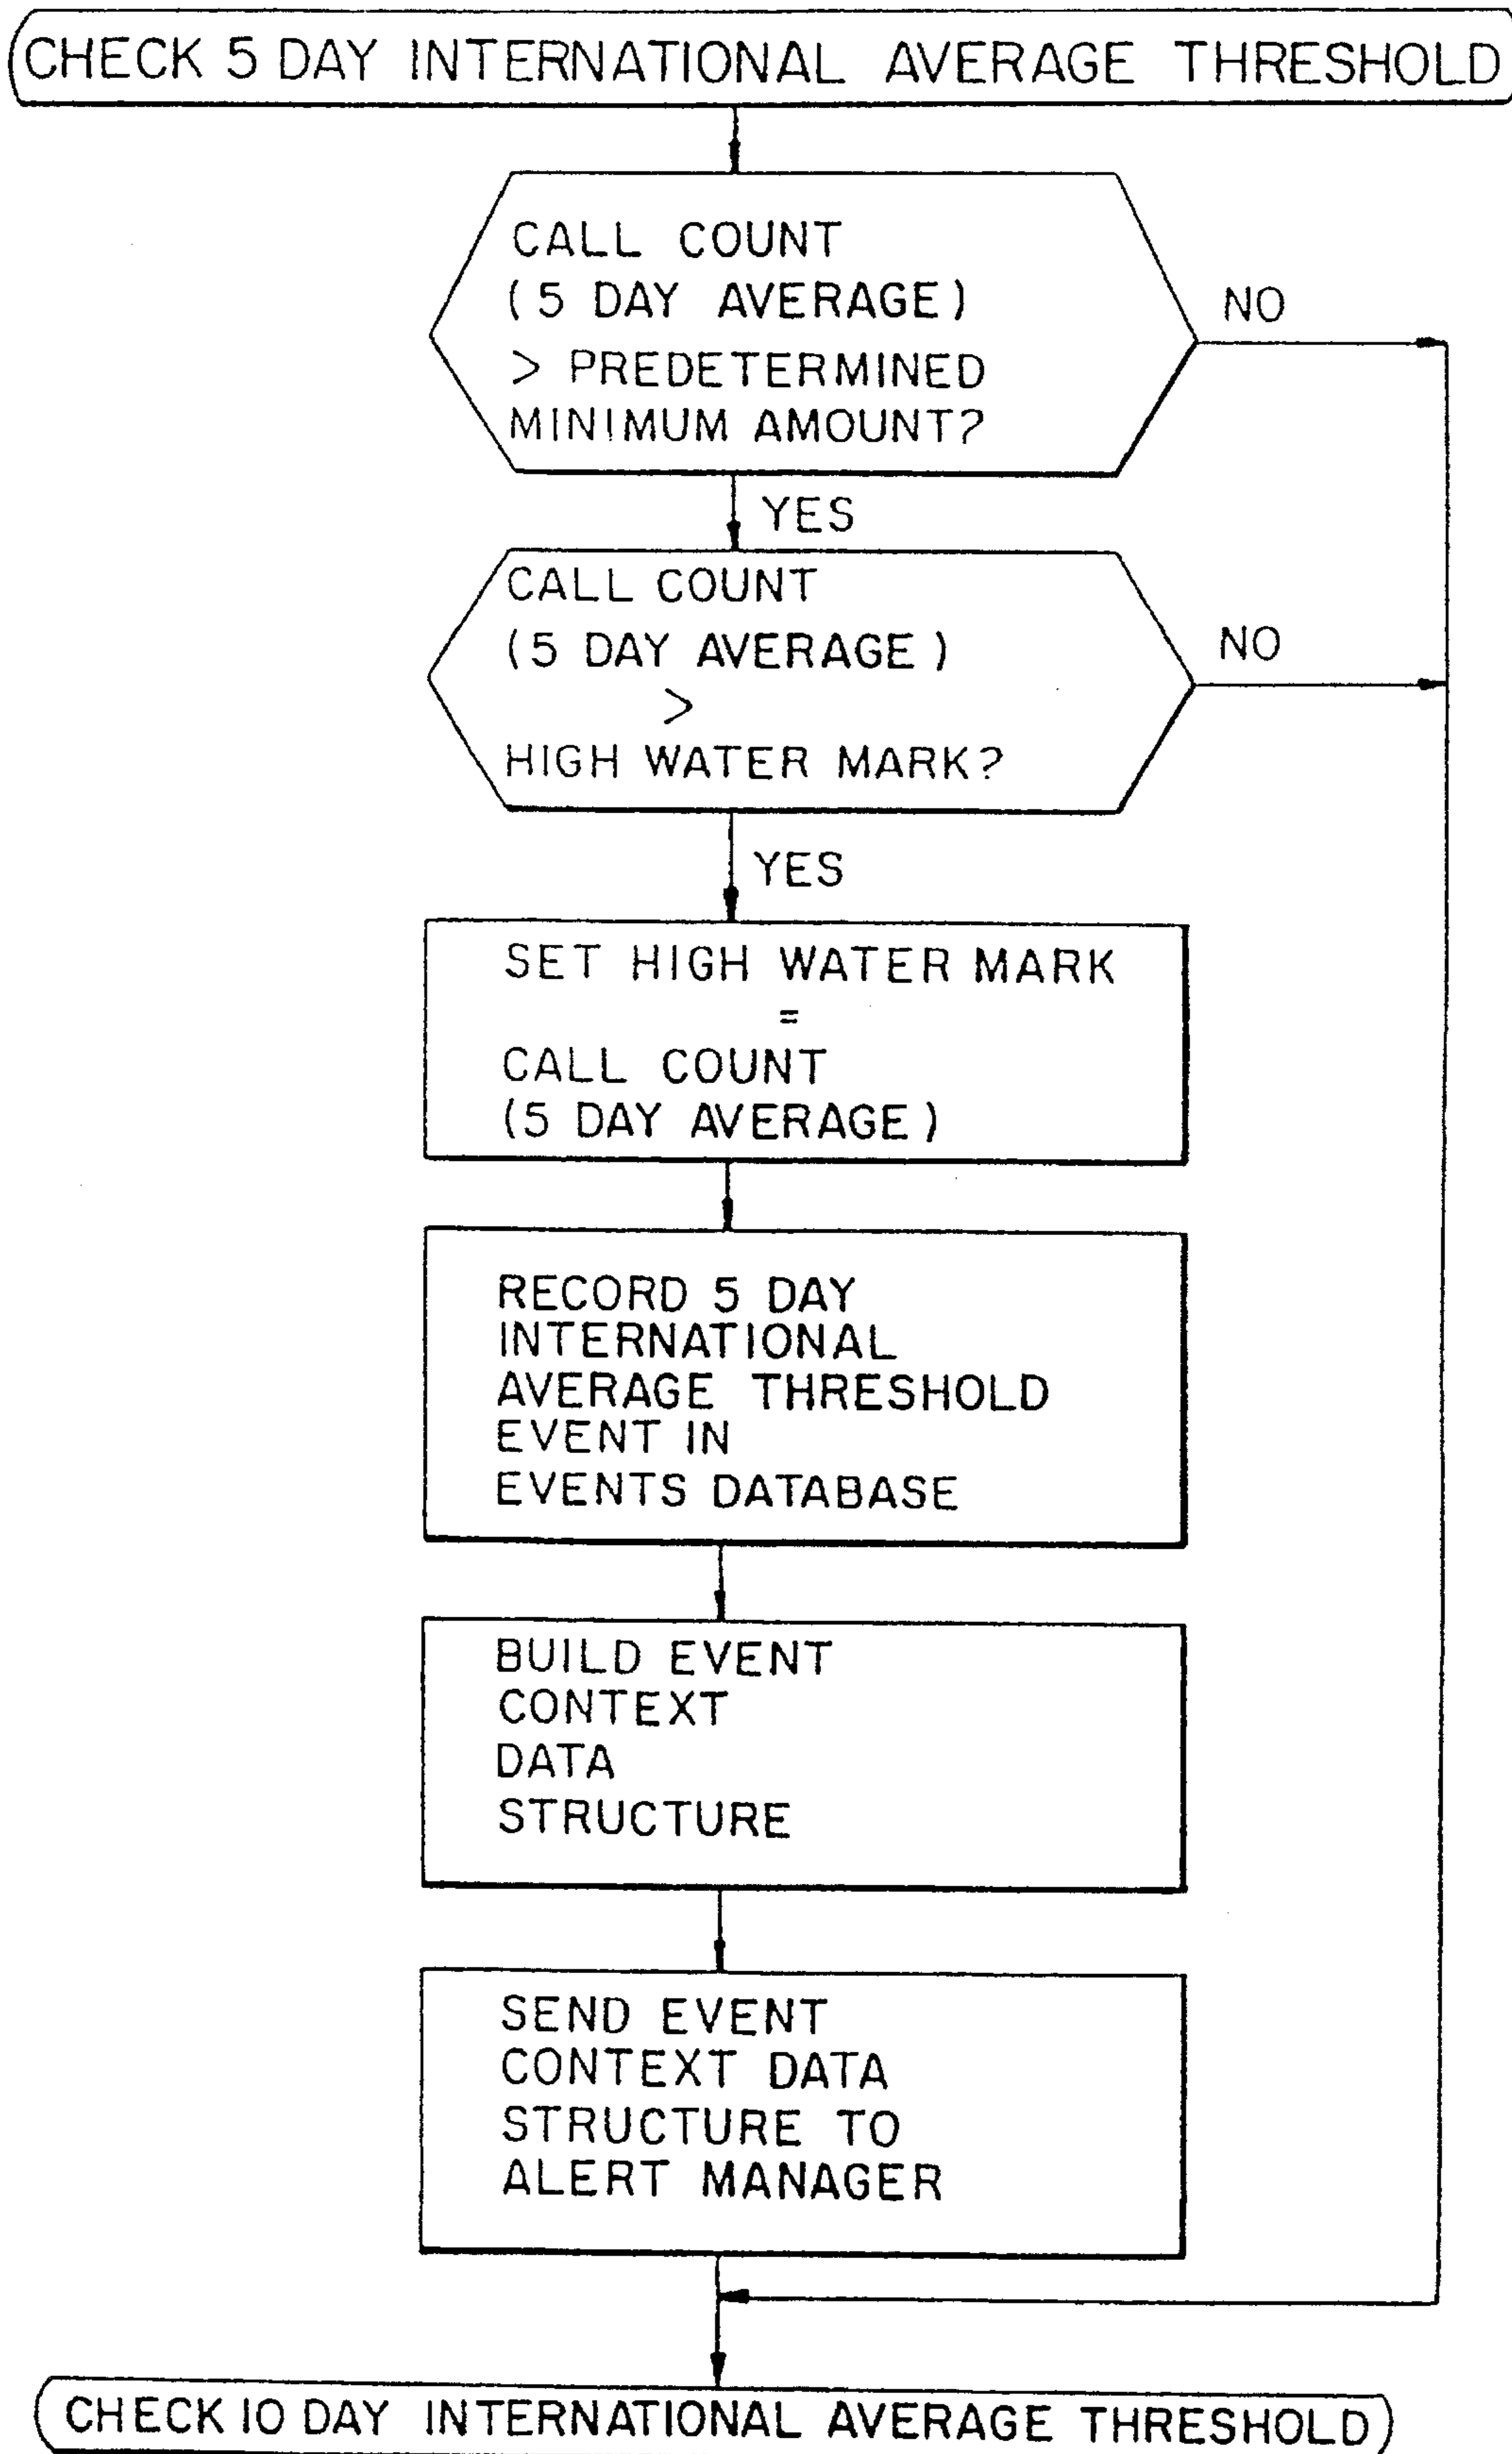 CHECK 5 DAY INTERNATIONAL AVERAGE THRESHOLD
CALL COUNT
(5 DAY AVERAGE)
> PREDETERMINED
MINIMUM AMOUNT?
NO
YES
CALL COUNT
(5 DAY AVERAGE)
>
HIGH WATER MARK?
NO
YES
SET HIGH WATER MARK
=
CALL COUNT
(5 DAY AVERAGE)
RECORD 5 DAY
INTERNATIONAL
AVERAGE THRESHOLD
EVENT IN
EVENTS DATABASE
BUILD EVENT
CONTEXT
DATA
STRUCTURE
SEND EVENT
CONTEXT DATA
STRUCTURE TO
ALERT MANAGER
CHECK 10 DAY INTERNATIONAL AVERAGE THRESHOLD